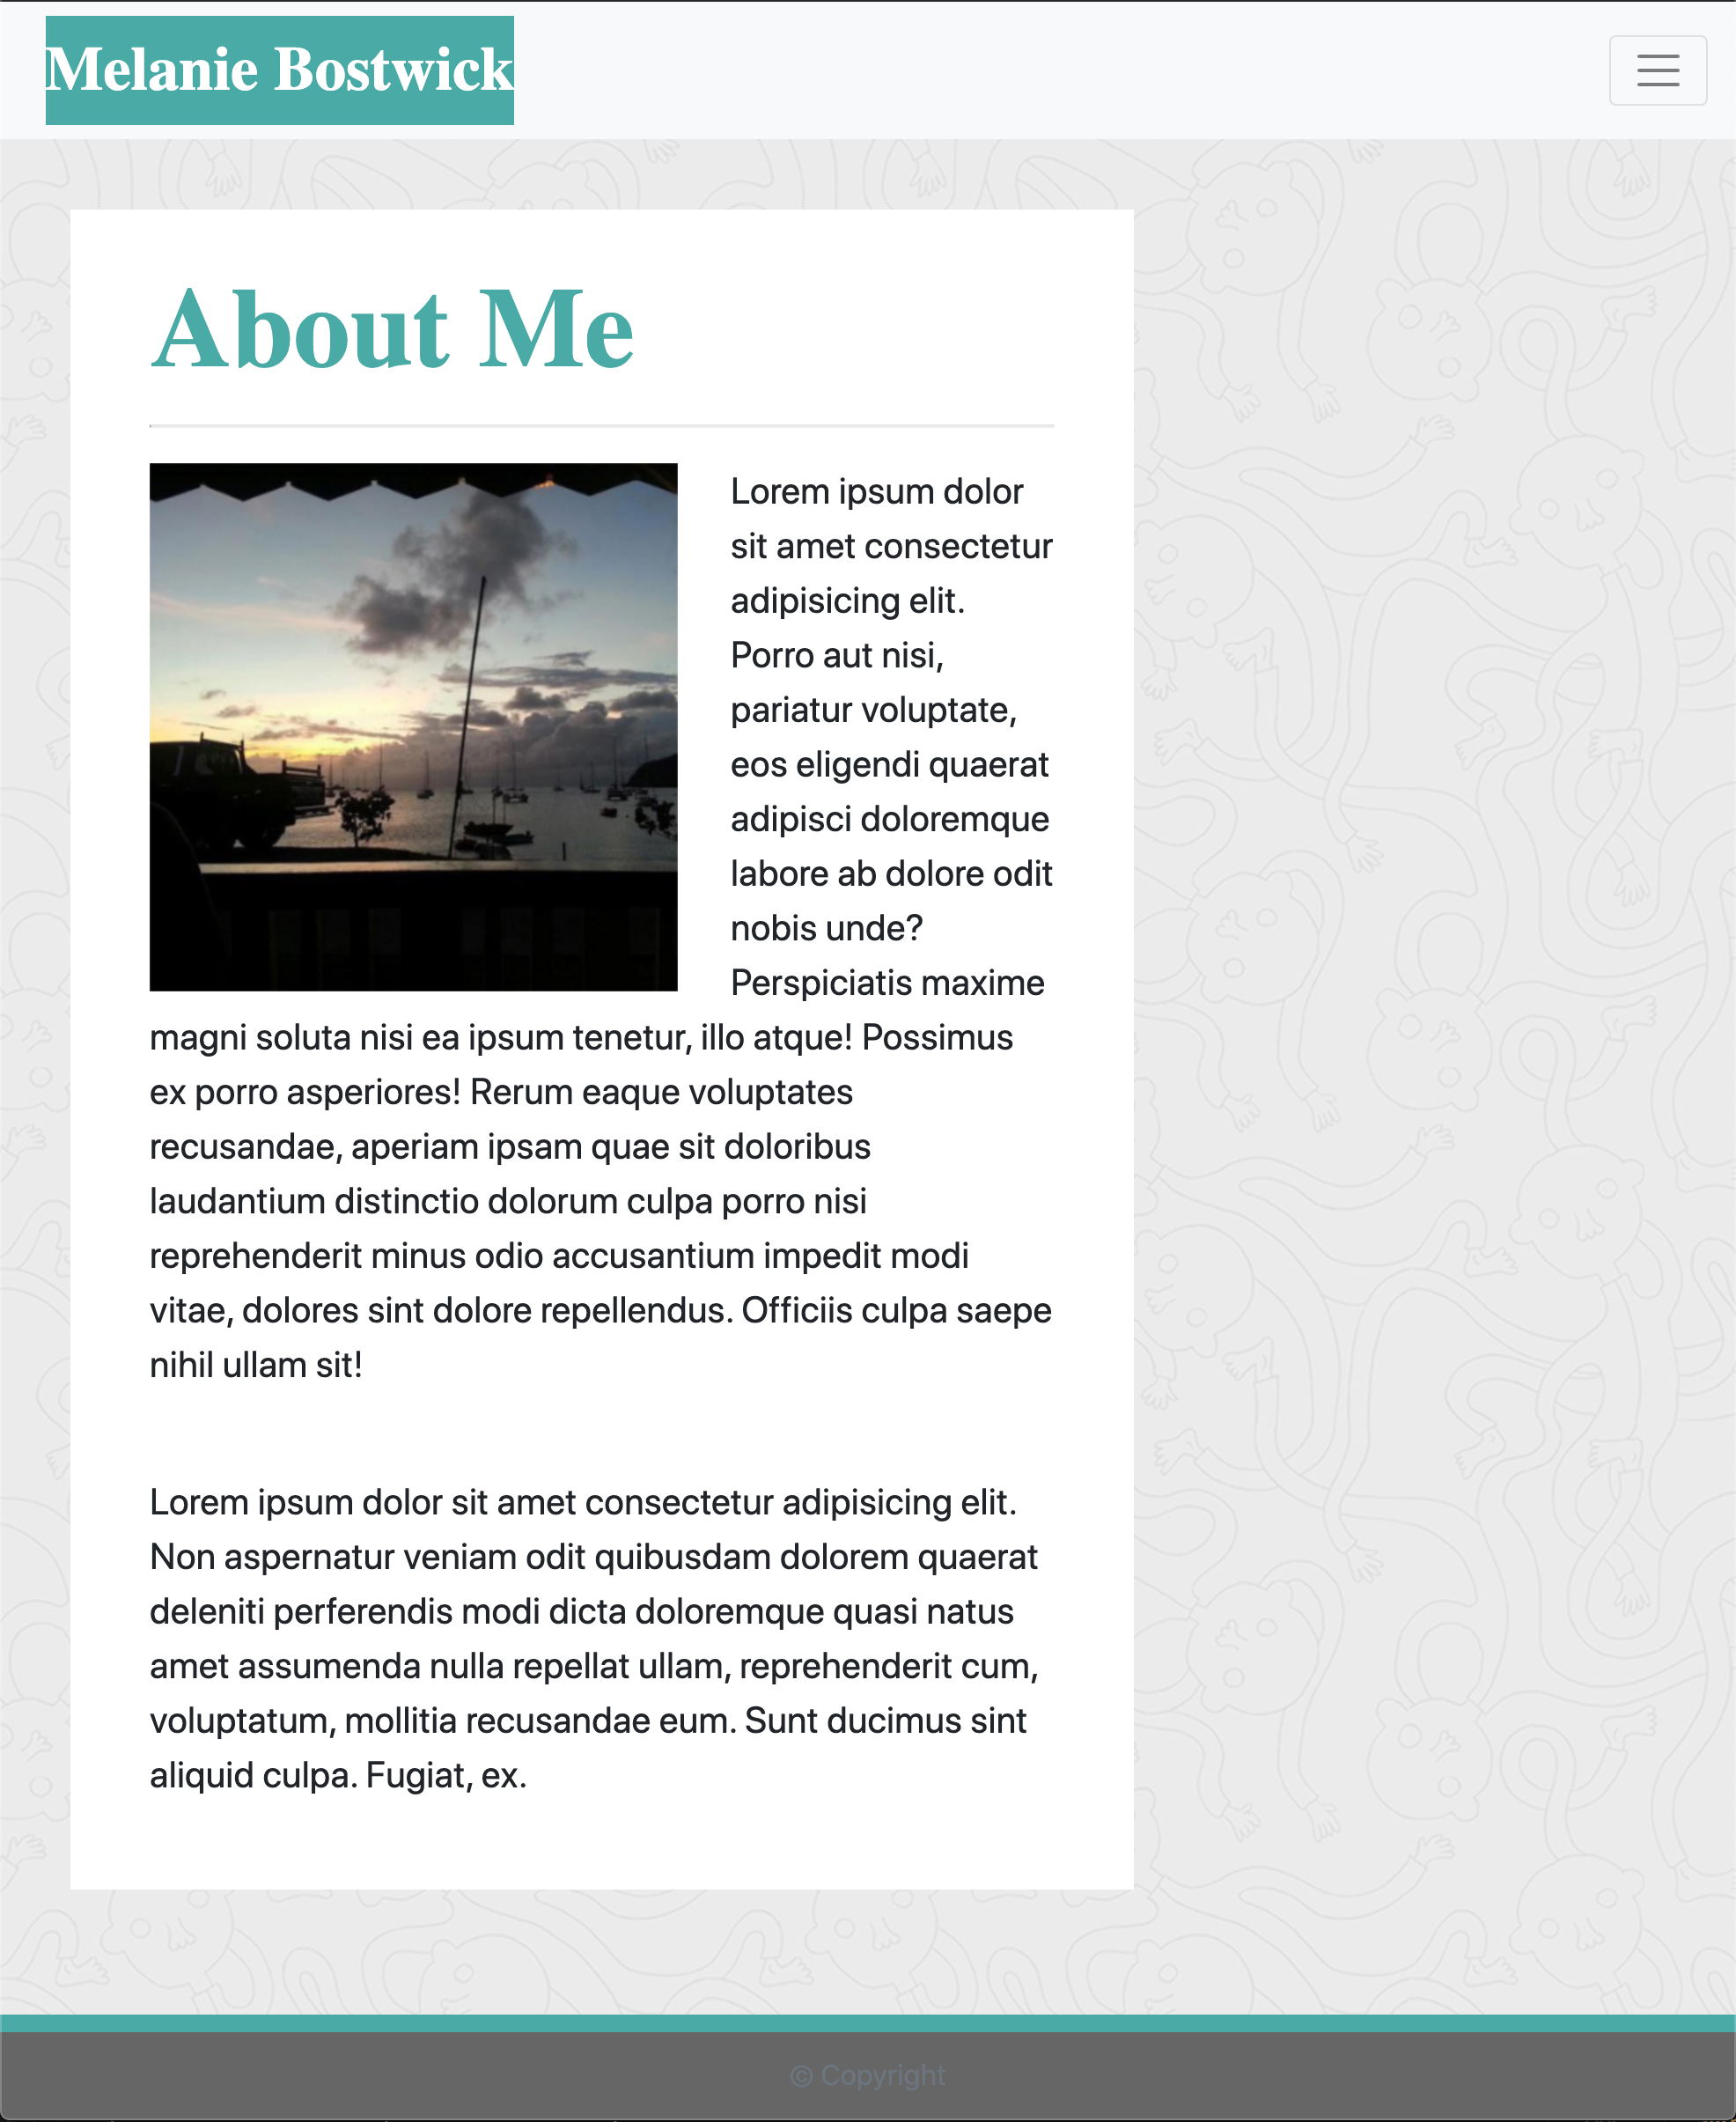 Melanie Bostwick
About Me
Lorem ipsum dolor
sit amet consectetur
adipisicing elit.
Porro aut nisi,
pariatur voluptate,
eos eligendi quaerat
adipisci doloremque
labore ab dolore odit
nobis unde?
Perspiciatis maxime
magni soluta nisi ea ipsum tenetur, illo atque! Possimus
ex porro asperiores! Rerum eaque voluptates
recusandae, aperiam ipsam quae sit doloribus
laudantium distinctio dolorum culpa porro nisi
reprehenderit minus odio accusantium impedit modi
vitae, dolores sint dolore repellendus. Officiis culpa saepe
nihil ullam sit!
Lorem ipsum dolor sit amet consectetur adipisicing elit.
Non aspernatur veniam odit quibusdam dolorem quaerat
deleniti perferendis modi dicta doloremque quasi natus
amet assumenda nulla repellat ullam, reprehenderit cum,
voluptatum, mollitia recusandae eum. Sunt ducimus sint
aliquid culpa. Fugiat, ex.
© Copyright